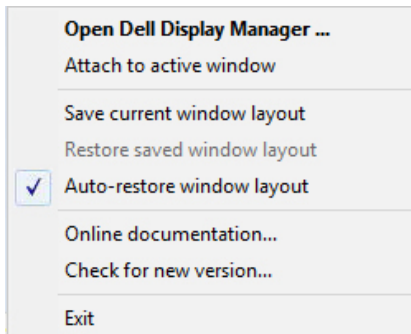 Open Dell Display Manager ...
Attach to active window
Save current window layout
Restore saved window layout
Auto-restore window layout
Online documentation...
Check for new version...
Exit